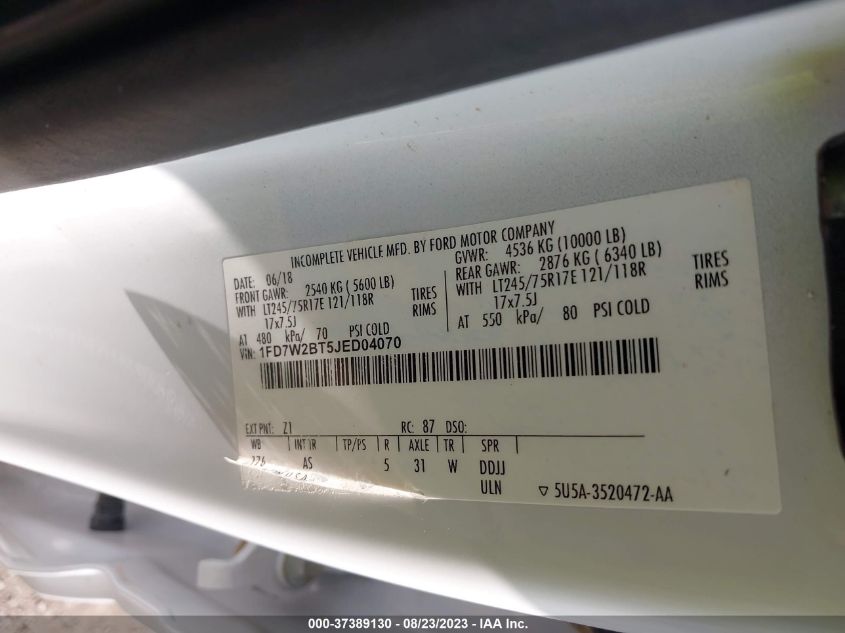 INCOMPLETE VEHICLE MFD. BY FORD MOTOR COMPANY
DATE: 06/18 GVWR: 4536 KG (10000 LB)
FRONT GAWR: 2540 KG ( 5600 LB) REAR GAWR: 2876 KG ( 6340 LB)
WITH LT245/75R17E 121/118R TIRES WITH LT245/75R17E 121/118R TIRES
17x7.5J RIMS 17x7.5J RIMS
AT 480 kPa/ 70 PSI COLD AT 550 kPa/ 80 PSI COLD
VIN: 1FD7W2BT5JED04070
EXT PNT: Z1 RC: 87 DSO:
WB INT TR TP/PS R AXLE TR SPR
176 AS 5 31 W DDJJ
ULN ▽ 5U5A-3520472-AA
000-37389130 - 08/23/2023 - IAA Inc.